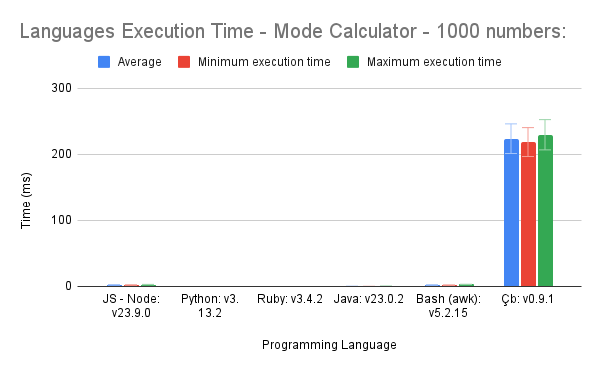 Languages Execution Time - Mode Calculator - 1000 numbers:
Average Minimum execution time Maximum execution time
300
200
100
0
Time (ms)
JS - Node: Python: v3. Ruby: v3.4.2 Java: v23.0.2 Bash (awk): Çb: v0.9.1
v23.9.0 13.2 v5.2.15
Programming Language